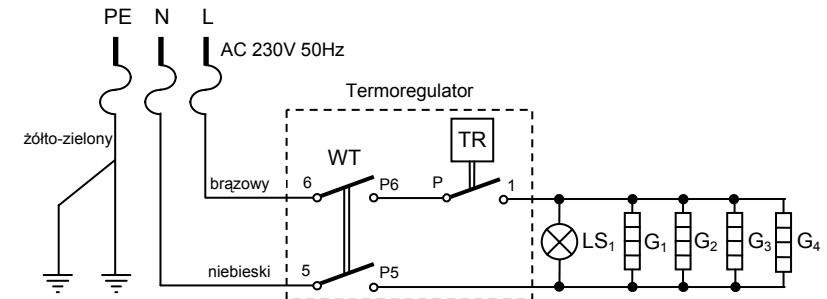 PE N L
AC 230V 50Hz
Termoregulator
żółto-zielony
TR
WT
brązowy 6 P6 P 1
LS1 G1 G2 G3 G4
niebieski 5 P5